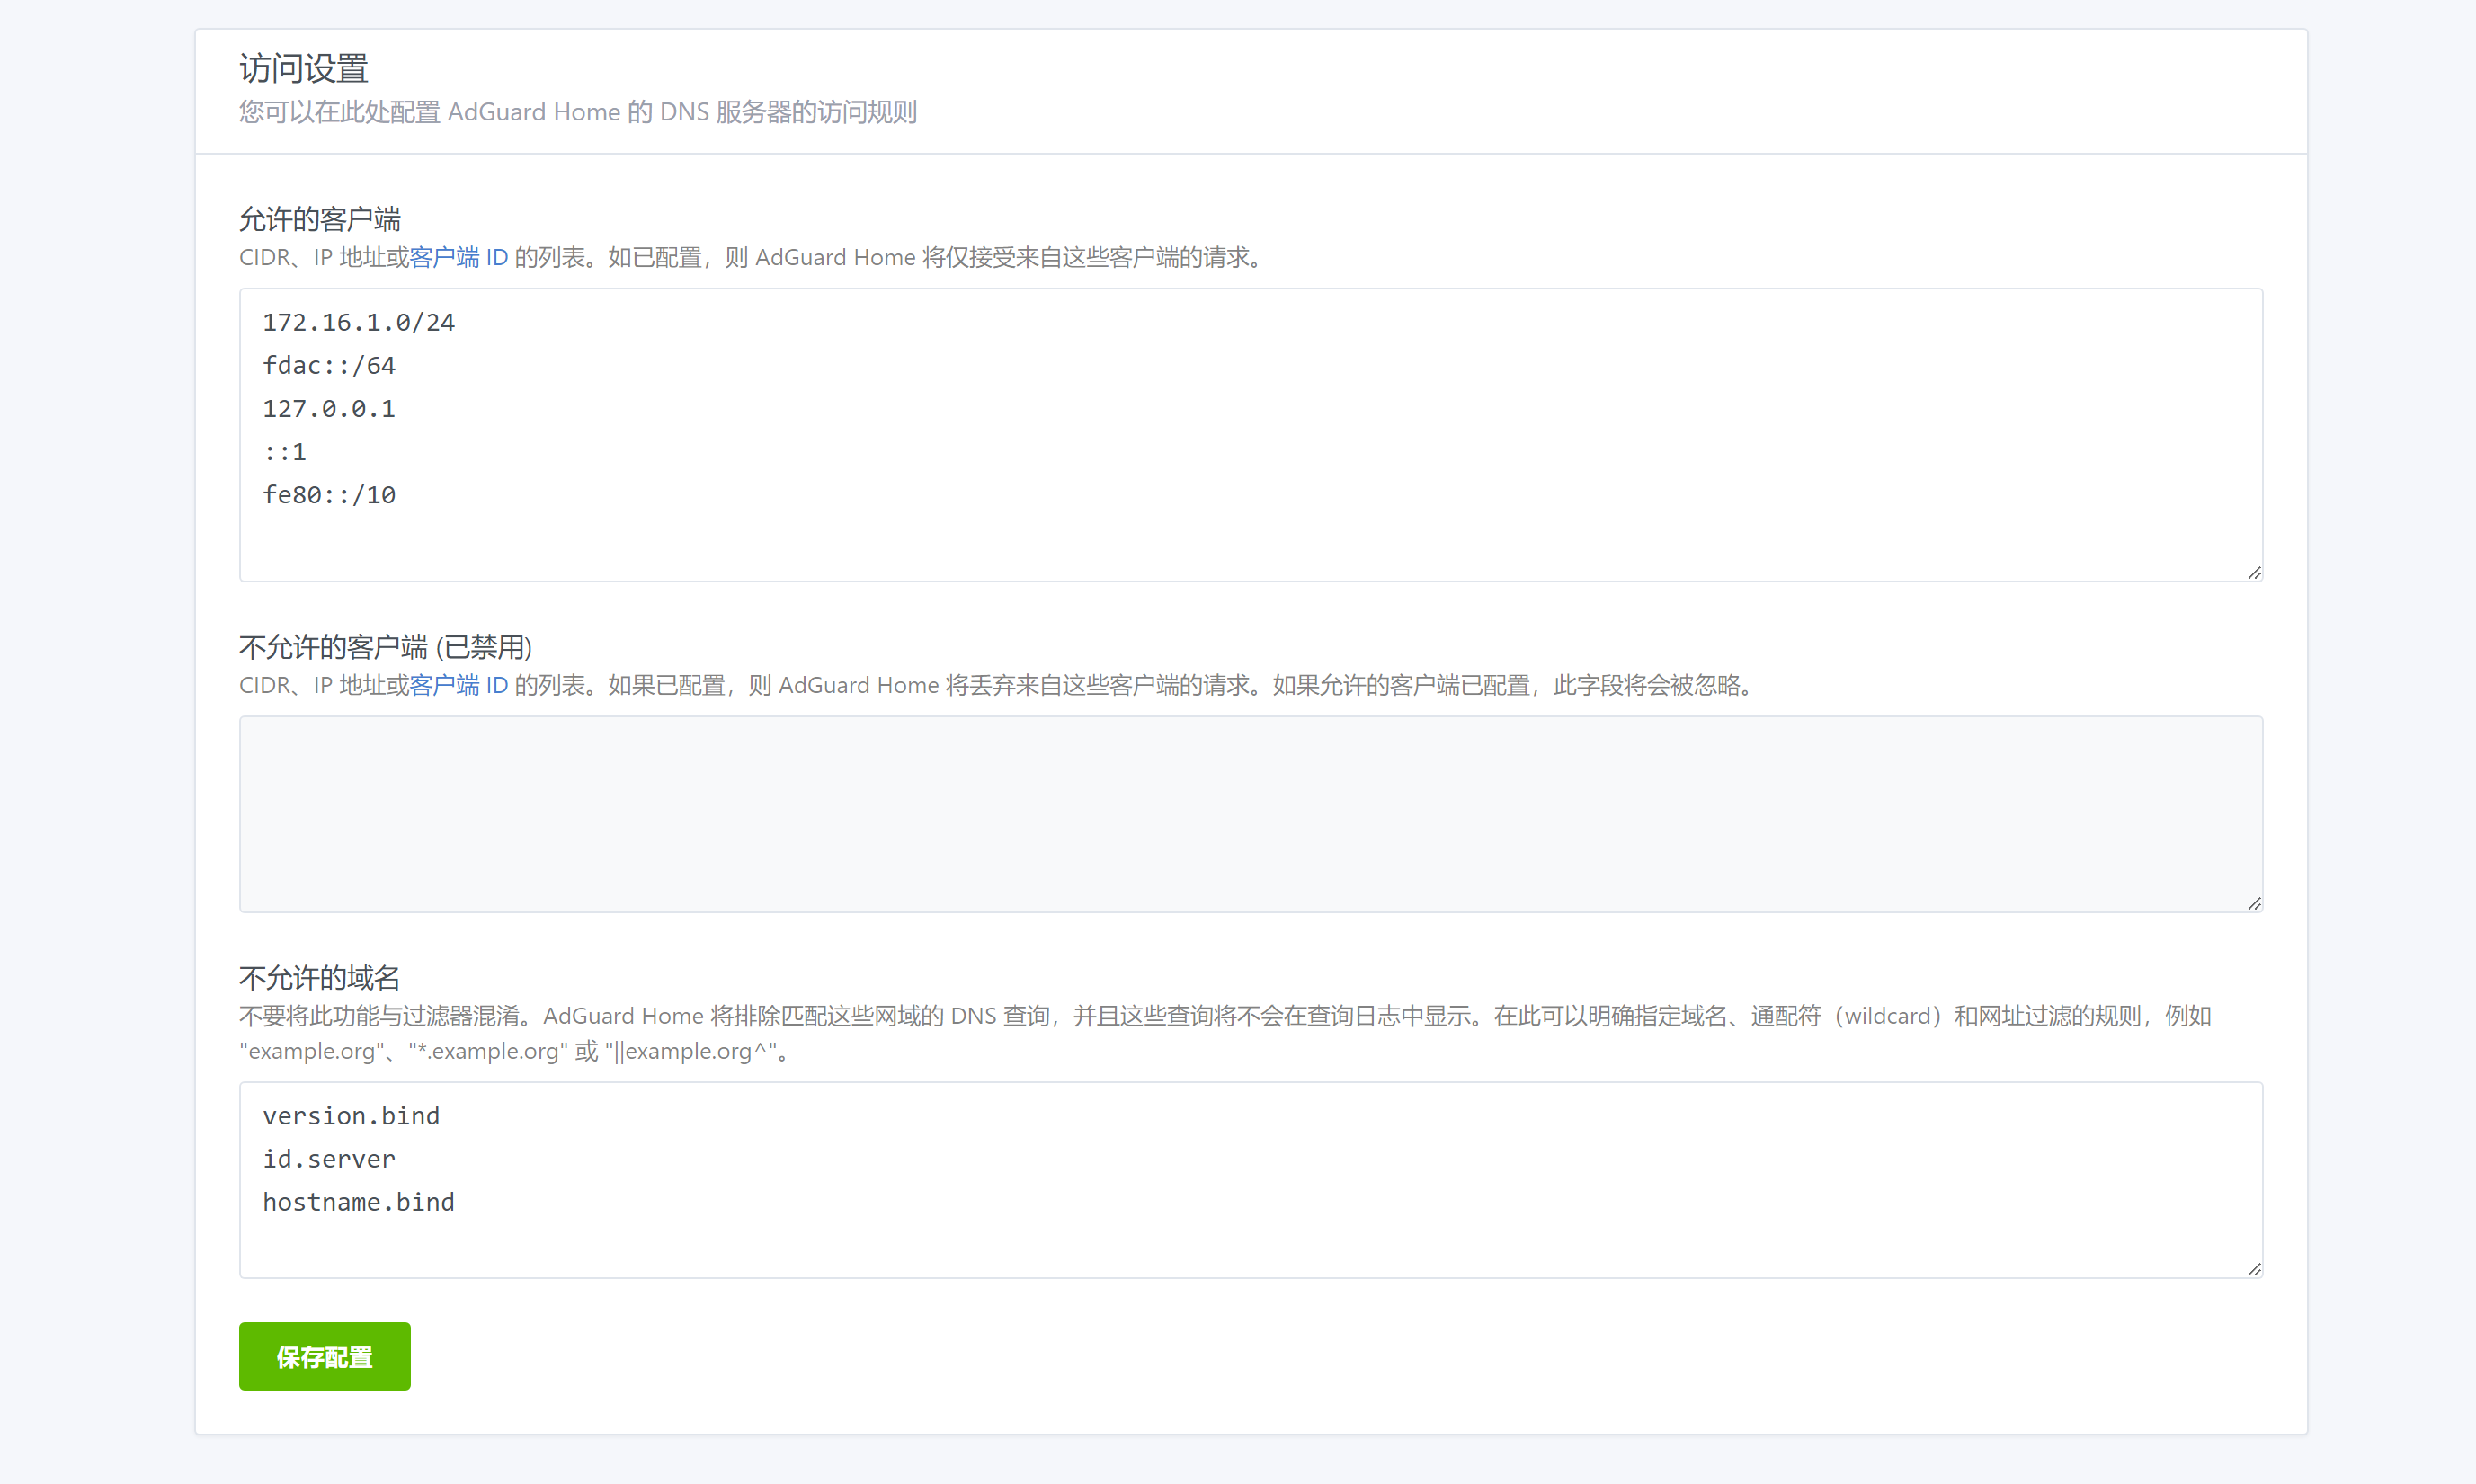 访问设置
您可以在此处配置 AdGuard Home 的 DNS 服务器的访问规则
允许的客户端
CIDR、IP 地址或客户端 ID 的列表。如已配置，则 AdGuard Home 将仅接受来自这些客户端的请求。
172.16.1.0/24
fdac::/64
127.0.0.1
::1
fe80::/10
不允许的客户端 (已禁用)
CIDR、IP 地址或客户端 ID 的列表。如果已配置，则 AdGuard Home 将丢弃来自这些客户端的请求。如果允许的客户端已配置，此字段将会被忽略。
不允许的域名
不要将此功能与过滤器混淆。AdGuard Home 将排除匹配这些网域的 DNS 查询，并且这些查询将不会在查询日志中显示。在此可以明确指定域名、通配符（wildcard）和网址过滤的规则，例如
"example.org"、"*.example.org" 或 "||example.org^"。
version.bind
id.server
hostname.bind
保存配置